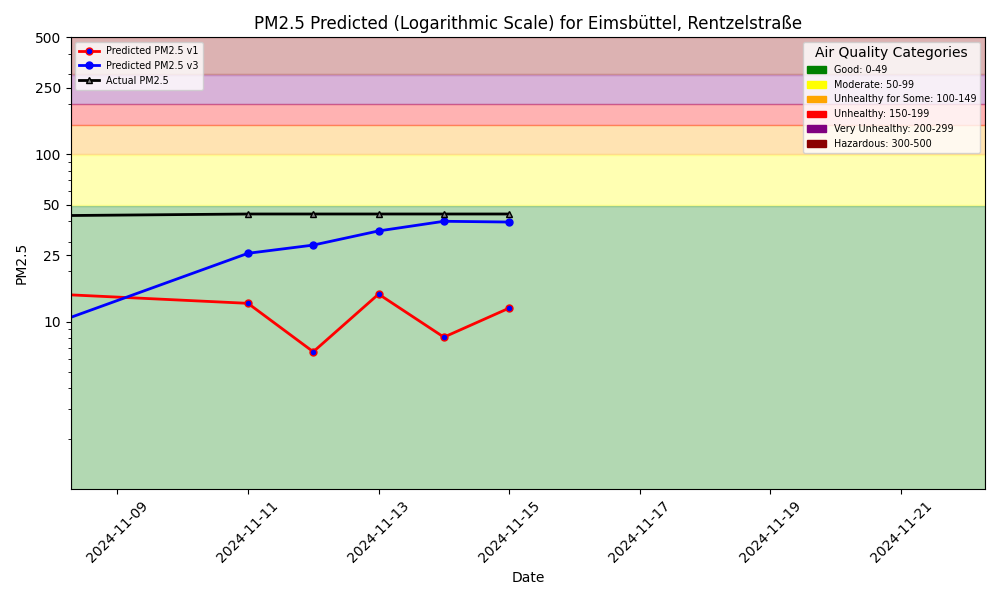 PM2.5 Predicted (Logarithmic Scale) for Eimsbüttel, Rentzelstraße
Predicted PM2.5 v1
Predicted PM2.5 v3
Actual PM2.5
Air Quality Categories
Good: 0-49
Moderate: 50-99
Unhealthy for Some: 100-149
Unhealthy: 150-199
Very Unhealthy: 200-299
Hazardous: 300-500
500
250
100
50
25
10
PM2.5
2024-11-09
2024-11-11
2024-11-13
2024-11-15
2024-11-17
2024-11-19
2024-11-21
Date